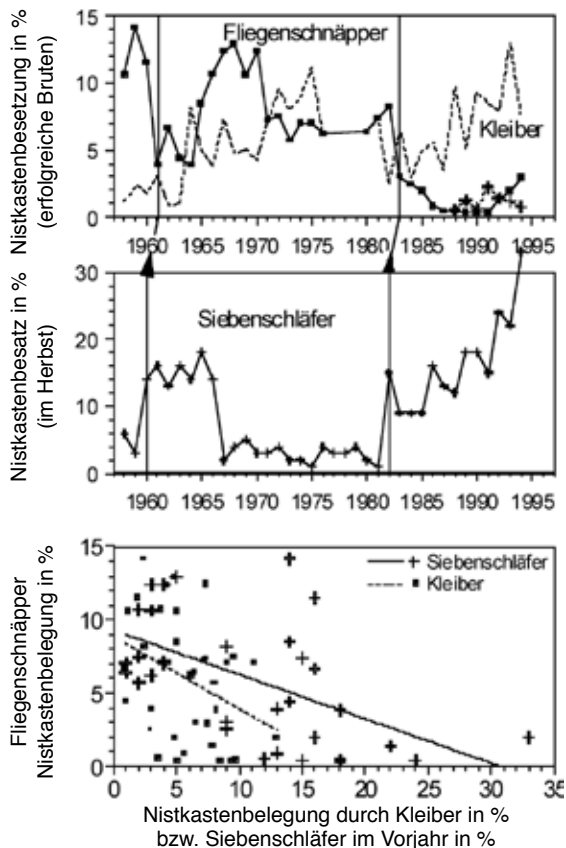 Nistkastenbesetzung in %
(erfolgreiche Bruten)
15
10
5
0
Fliegenschnäpper
Kleiber
1960 1965 1970 1975 1980 1985 1990 1995
Nistkastenbesatz in %
(im Herbst)
30
20
10
0
Siebenschläfer
1960 1965 1970 1975 1980 1985 1990 1995
Fliegenschnäpper
Nistkastenbelegung in %
15
10
5
0
Siebenschläfer
Kleiber
0 5 10 15 20 25 30 35
Nistkastenbelegung durch Kleiber in %
bzw. Siebenschläfer im Vorjahr in %